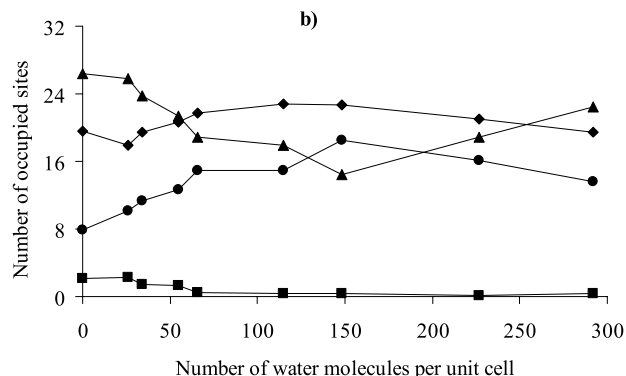 b)
32
24
16
8
0
Number of occupied sites
0 50 100 150 200 250 300
Number of water molecules per unit cell